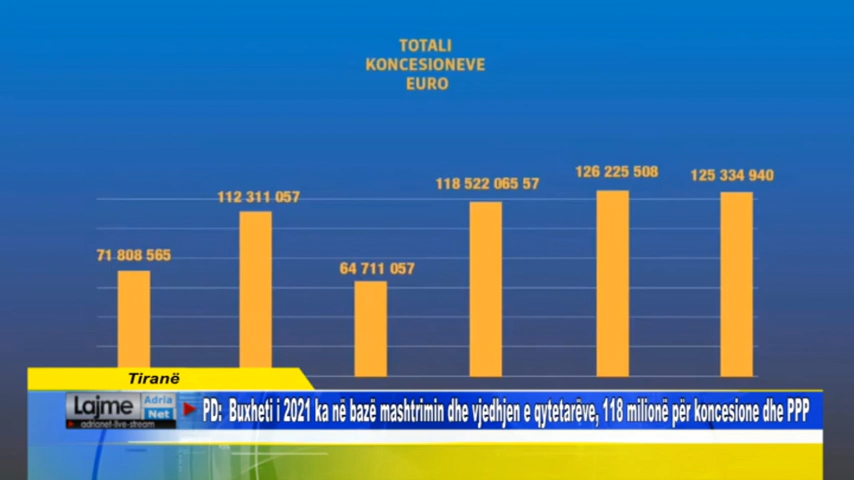 TOTALI
KONCESIONEVE
EURO
71 808 565
112 311 057
64 711 057
118 522 065 57
126 225 508
125 334 940
Tiranë
Lajme Adria Net
adrianet-live-stream
PD: Buxheti i 2021 ka në bazë mashtrimin dhe vjedhjen e qytetarëve, 118 milionë për koncesione dhe PPP